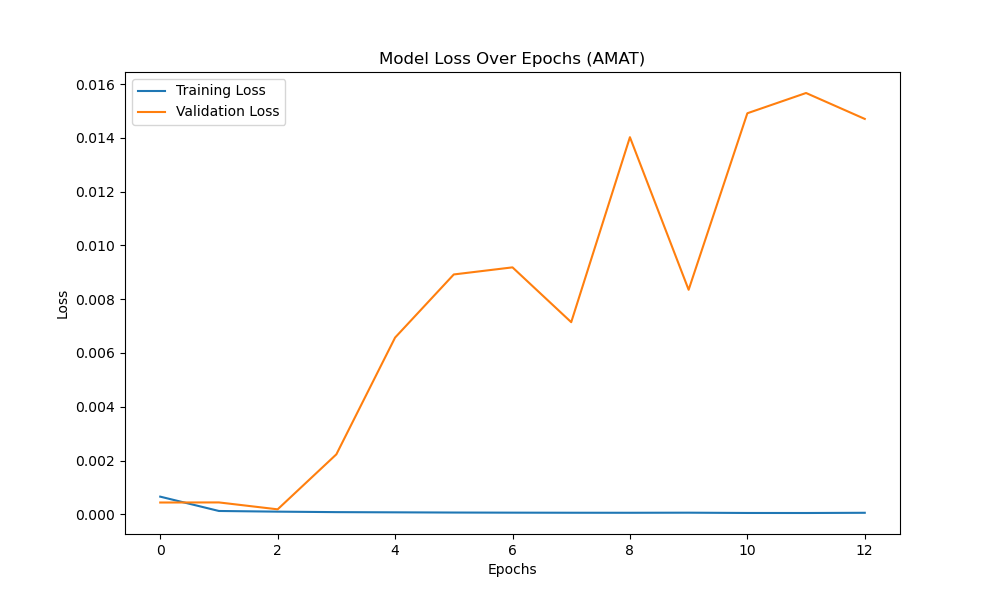 Model Loss Over Epochs (AMAT)
Training Loss
Validation Loss
0.016
0.014
0.012
0.010
0.008
0.006
0.004
0.002
0.000
Loss
0 2 4 6 8 10 12
Epochs